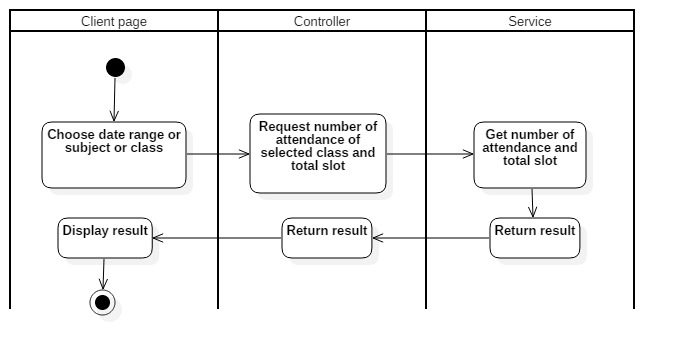 Client page
Controller
Service
Choose date range or
subject or class
Request number of
attendance of
selected class and
total slot
Get number of
attendance and
total slot
Display result
Return result
Return result